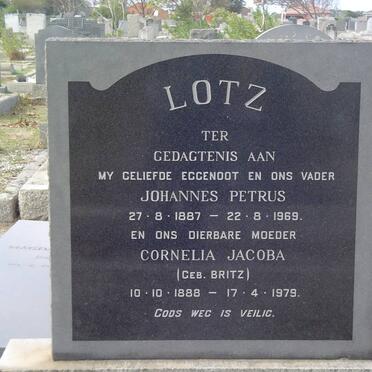 LOTZ
TER
GEDAGTENIS AAN
MY GELIEFDE EGGENOOT EN ONS VADER
JOHANNES PETRUS
27·8·1887 – 22·8·1969.
EN ONS DIERBARE MOEDER
CORNELIA JACOBA
(GEB. BRITZ)
10·10·1888 – 17·4·1979.
GODS WEG IS VEILIG.